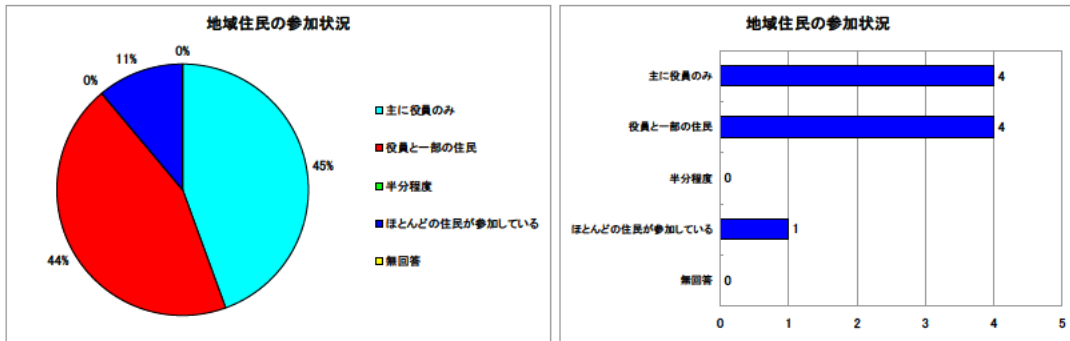 地域住民の参加状況
0%
11%
0%
45%
44%
主に役員のみ
役員と一部の住民
半分程度
ほとんどの住民が参加している
無回答
地域住民の参加状況
主に役員のみ 4
役員と一部の住民 4
半分程度 0
ほとんどの住民が参加している 1
無回答 0
0 1 2 3 4 5